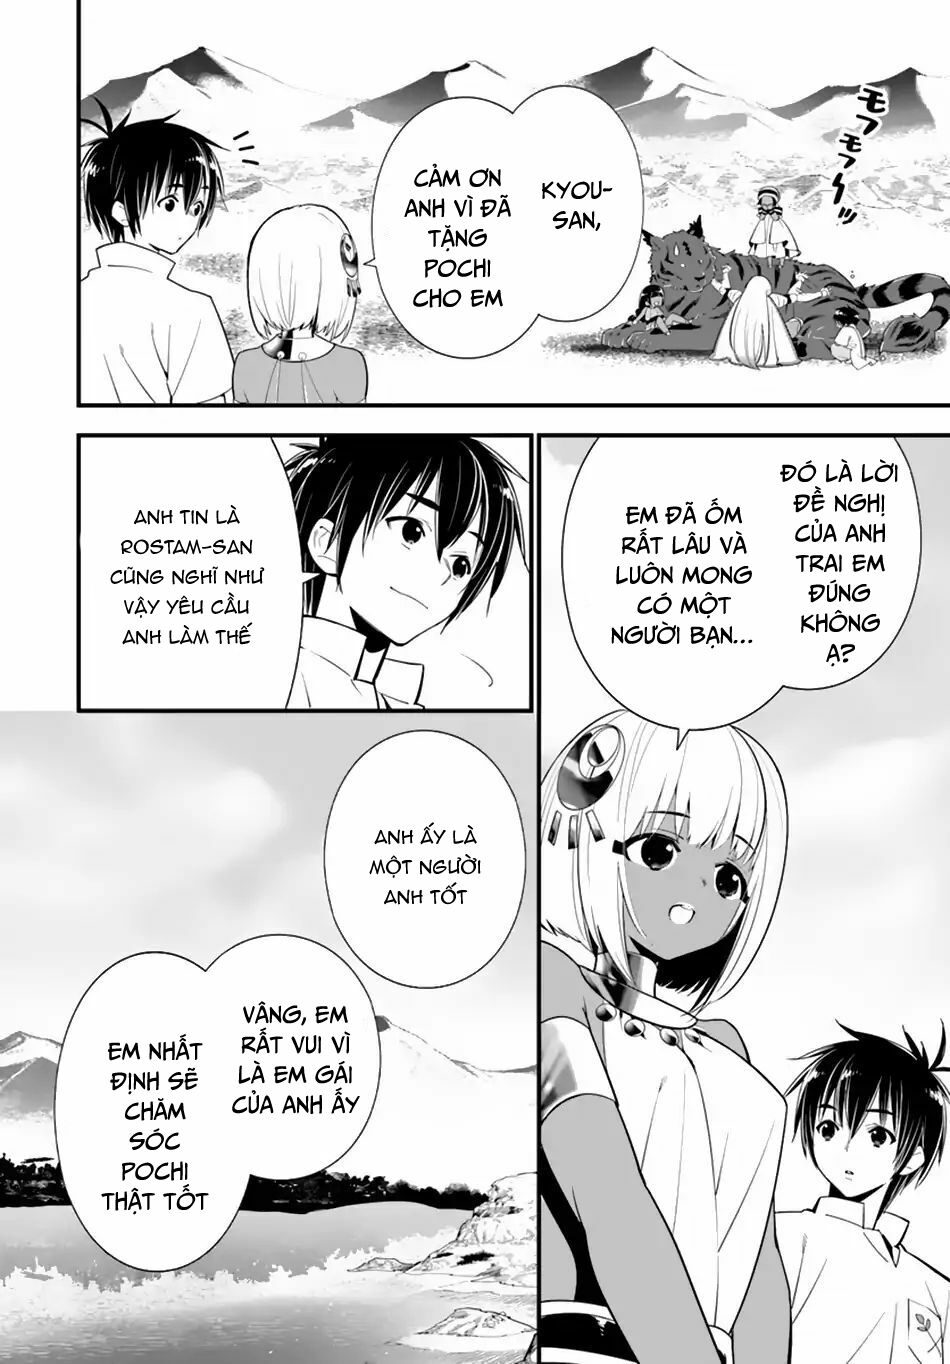 モフモフ～ッ
KYOU-
SAN,
CẢM ƠN
ANH VÌ ĐÃ
TẶNG
POCHI
CHO EM
ĐÓ LÀ LỜI
ĐỀ NGHỊ
CỦA ANH
TRAI EM
ĐÚNG
KHÔNG
Ạ?
EM ĐÃ ỐM
RẤT LÂU VÀ
LUÔN MONG
CÓ MỘT
NGƯỜI BẠN...
ANH TIN LÀ
ROSTAM-SAN
CŨNG NGHĨ NHƯ
VẬY YÊU CẦU
ANH LÀM THẾ
ANH ẤY LÀ
MỘT NGƯỜI
ANH TỐT
VÂNG, EM
RẤT VUI VÌ
LÀ EM GÁI
CỦA ANH ẤY
EM NHẤT
ĐỊNH SẼ
CHĂM
SÓC
POCHI
THẬT TỐT